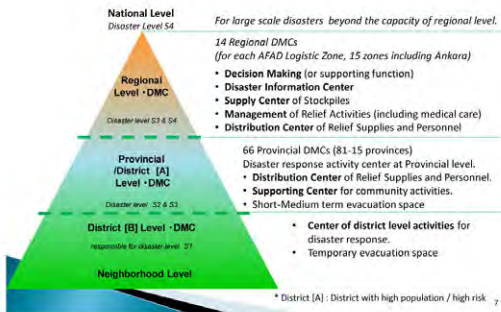 National Level
Disaster Level S4
For large scale disasters beyond the capacity of regional level.
14 Regional DMCs
(for each AFAD Logistic Zone, 15 zones including Ankara)
• Decision Making (or supporting function)
• Disaster Information Center
• Supply Center of Stockpiles
• Management of Relief Activities (including medical care)
• Distribution Center of Relief Supplies and Personnel
Regional
Level・DMC
Disaster level S3 & S4
66 Provincial DMCs (81-15 provinces)
Disaster response activity center at Provincial level.
• Distribution Center of Relief Supplies and Personnel.
• Supporting Center for community activities.
• Short-Medium term evacuation space
Provincial
/District [A]
Level・DMC
Disaster level S2 & S3
District [B] Level・DMC
responsible for disaster level S1
• Center of district level activities for
disaster response.
• Temporary evacuation space
Neighborhood Level
* District [A] : District with high population / high risk
7